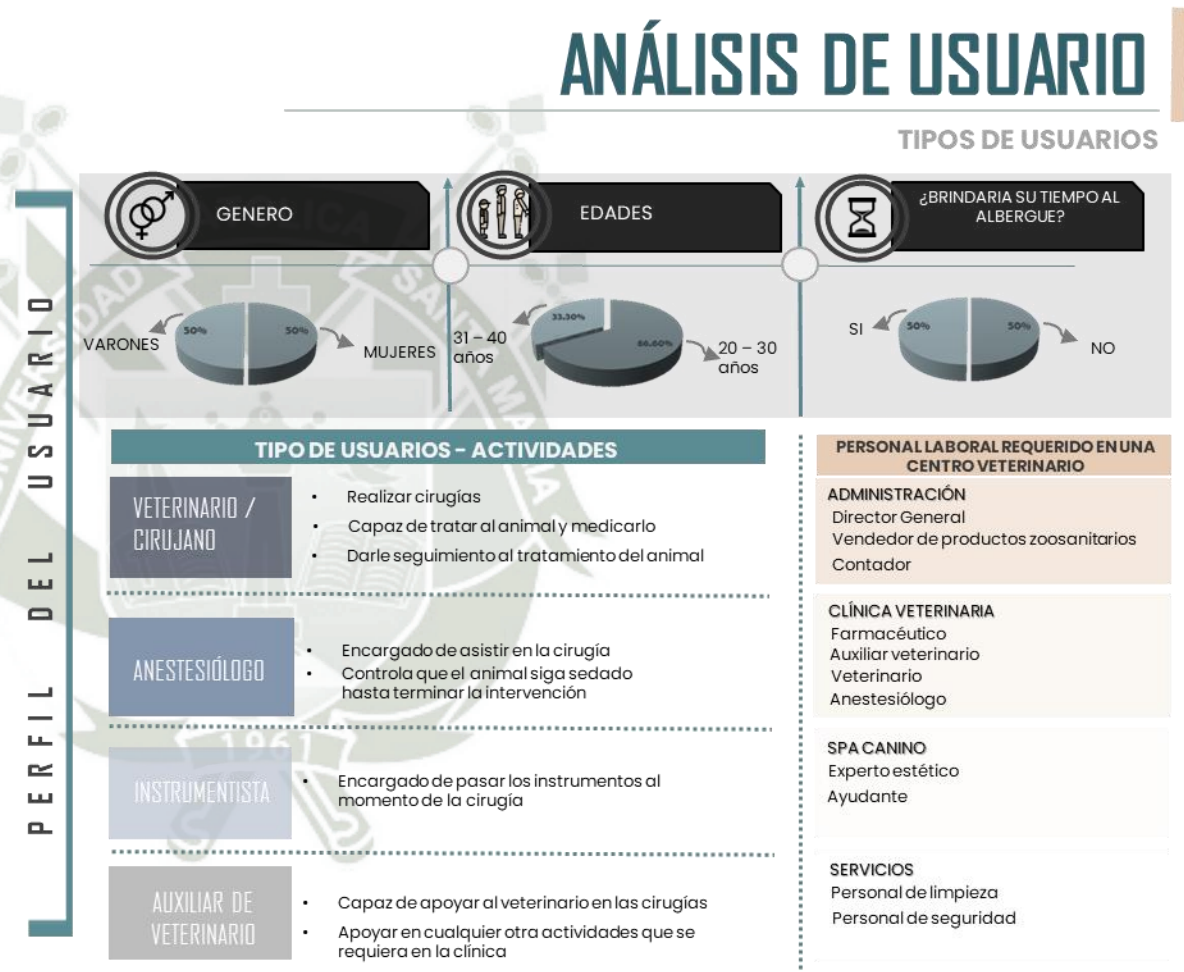 ANÁLISIS DE USUARIO
TIPOS DE USUARIOS
PERFIL DEL USUARIO
GENERO
50%
50%
VARONES
MUJERES
EDADES
33.30%
66.60%
31 – 40
años
20 – 30
años
¿BRINDARIA SU TIEMPO AL
ALBERGUE?
50%
50%
SI
NO
TIPO DE USUARIOS – ACTIVIDADES
VETERINARIO /
CIRUJANO
• Realizar cirugías
• Capaz de tratar al animal y medicarlo
• Darle seguimiento al tratamiento del animal
ANESTESIÓLOGO
• Encargado de asistir en la cirugía
• Controla que el animal siga sedado
hasta terminar la intervención
INSTRUMENTISTA
• Encargado de pasar los instrumentos al
momento de la cirugía
AUXILIAR DE
VETERINARIO
• Capaz de apoyar al veterinario en las cirugías
• Apoyar en cualquier otra actividades que se
requiera en la clínica
PERSONAL LABORAL REQUERIDO EN UNA
CENTRO VETERINARIO
ADMINISTRACIÓN
Director General
Vendedor de productos zoosanitarios
Contador
CLÍNICA VETERINARIA
Farmacéutico
Auxiliar veterinario
Veterinario
Anestesiólogo
SPA CANINO
Experto estético
Ayudante
SERVICIOS
Personal de limpieza
Personal de seguridad
SANTA MARÍA
1961